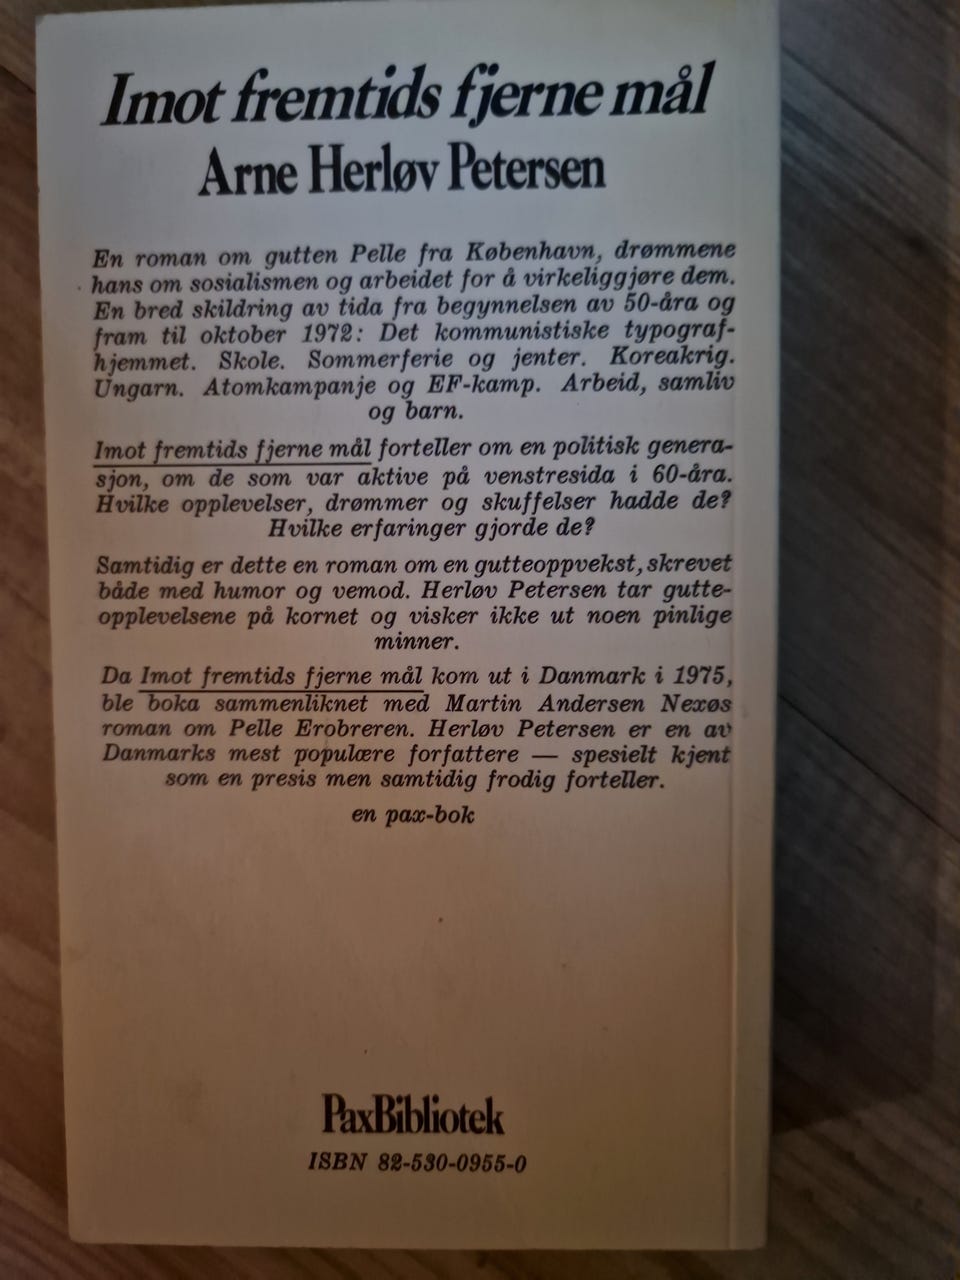 Imot fremtids fjerne mål
Arne Herløv Petersen
En roman om gutten Pelle fra København, drømmene
hans om sosialismen og arbeidet for å virkeliggjøre dem.
En bred skildring av tida fra begynnelsen av 50-åra og
fram til oktober 1972: Det kommunistiske typograf-
hjemmet. Skole. Sommerferie og jenter. Koreakrig.
Ungarn. Atomkampanje og EF-kamp. Arbeid, samliv
og barn.
Imot fremtids fjerne mål forteller om en politisk genera-
sjon, om de som var aktive på venstresida i 60-åra.
Hvilke opplevelser, drømmer og skuffelser hadde de?
Hvilke erfaringer gjorde de?
Samtidig er dette en roman om en gutteoppvekst, skrevet
både med humor og vemod. Herløv Petersen tar gutte-
opplevelsene på kornet og visker ikke ut noen pinlige
minner.
Da Imot fremtids fjerne mål kom ut i Danmark i 1975,
ble boka sammenliknet med Martin Andersen Nexøs
roman om Pelle Erobreren. Herløv Petersen er en av
Danmarks mest populære forfattere — spesielt kjent
som en presis men samtidig frodig forteller.
en pax-bok
PaxBibliotek
ISBN 82-530-0955-0